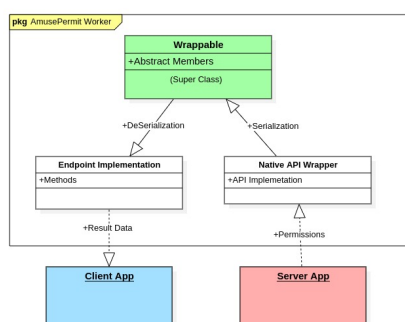 pkg AmusePermit Worker
Wrappable
+Abstract Members
(Super Class)
+DeSerialization
+Serialization
Endpoint Implementation
+Methods
Native API Wrapper
+API Implemetation
+Result Data
+Permissions
Client App
Server App